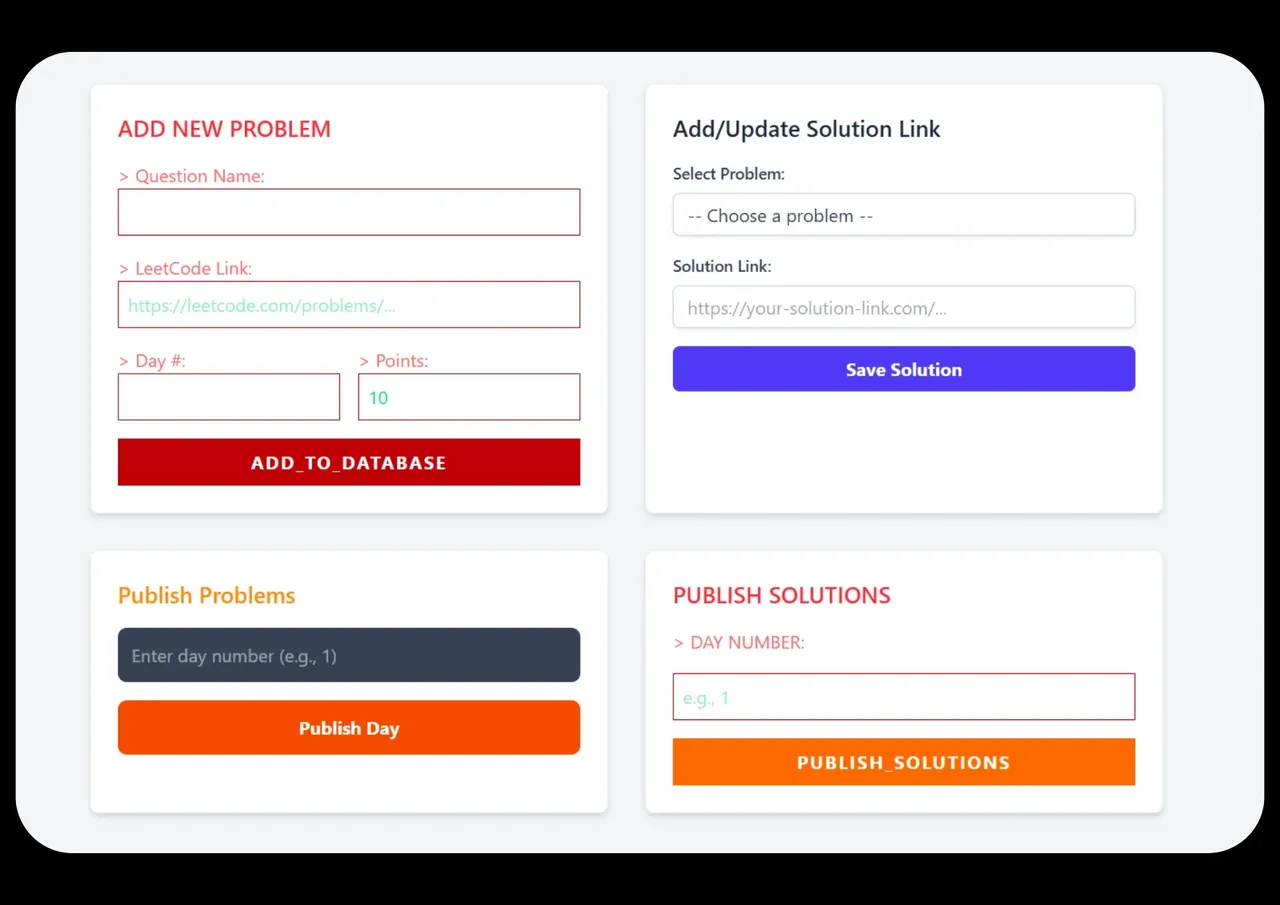 ADD NEW PROBLEM
> Question Name:
> LeetCode Link:
https://leetcode.com/problems/...
> Day #:
> Points:
10
ADD_TO_DATABASE
Add/Update Solution Link
Select Problem:
-- Choose a problem --
Solution Link:
https://your-solution-link.com/...
Save Solution
Publish Problems
Enter day number (e.g., 1)
Publish Day
PUBLISH SOLUTIONS
> DAY NUMBER:
e.g., 1
PUBLISH_SOLUTIONS